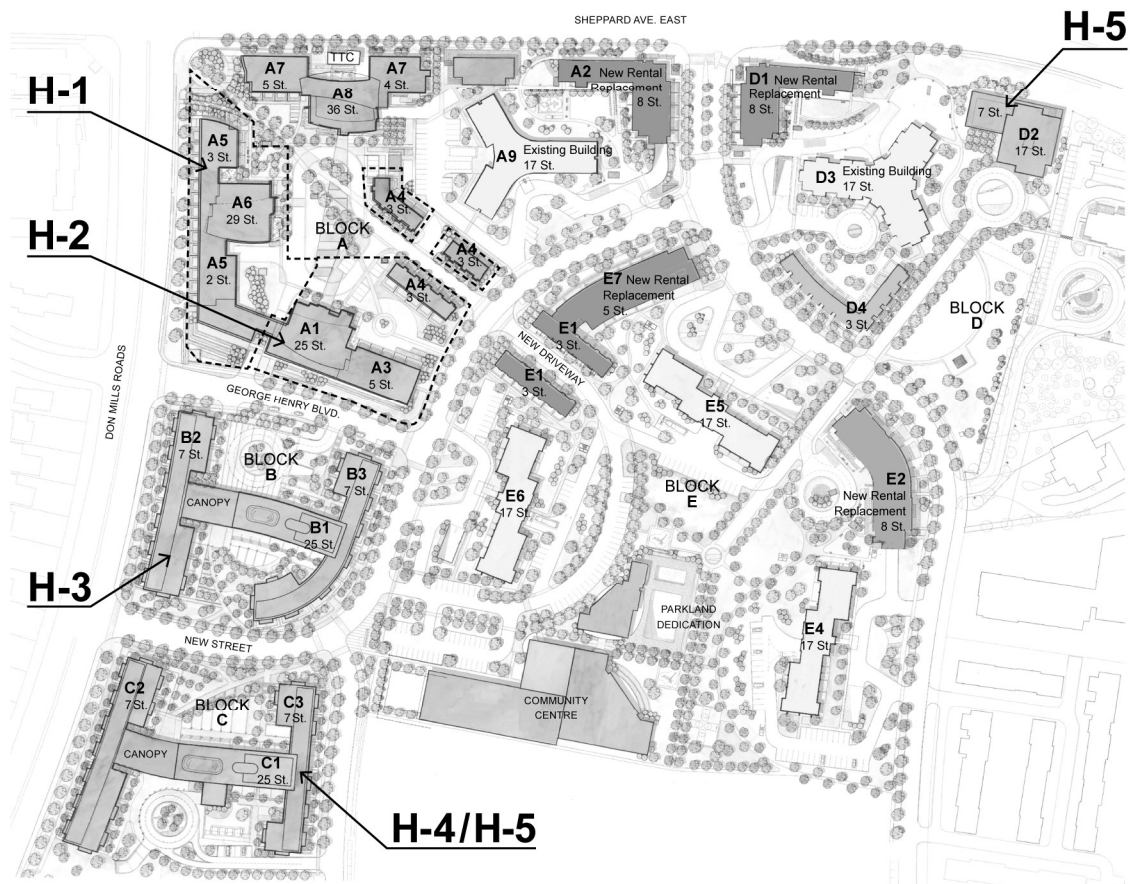 SHEPPARD AVE. EAST
H-5
TTC
A7
5 St.
A8
36 St.
A7
4 St.
A2 New Rental
Replacement
8 St.
D1 New Rental
Replacement
8 St.
7 St.
D2
17 St.
H-1
A5
3 St.
A9 Existing Building
17 St.
D3 Existing Building
17 St.
A6
29 St.
A4
3 St.
BLOCK
A
H-2
A4
3 St.
A5
2 St.
A4
3 St.
E7 New Rental
Replacement
5 St.
D4
3 St.
BLOCK
D
A1
25 St.
E1
3 St.
NEW DRIVEWAY
A3
5 St.
E1
3 St.
DON MILLS ROADS
GEORGE HENRY BLVD.
E5
17 St.
B2
7 St.
BLOCK
B
B3
7 St.
CANOPY
B1
25 St.
E6
17 St.
BLOCK
E
E2
New Rental
Replacement
8 St.
H-3
PARKLAND
DEDICATION
E4
17 St.
NEW STREET
C2
7 St.
BLOCK
C
C3
7 St.
COMMUNITY
CENTRE
CANOPY
C1
25 St.
H-4/H-5